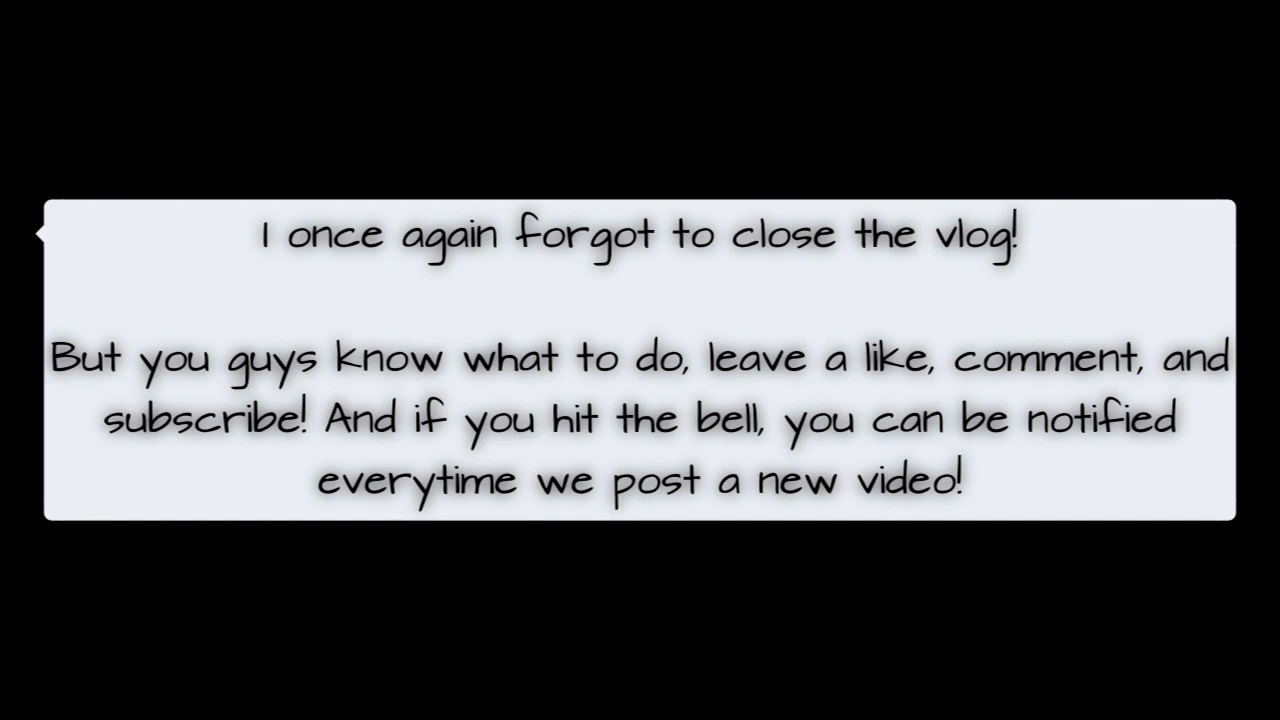 I once again forgot to close the vlog!
But you guys know what to do, leave a like, comment, and
subscribe! And if you hit the bell, you can be notified
everytime we post a new video!